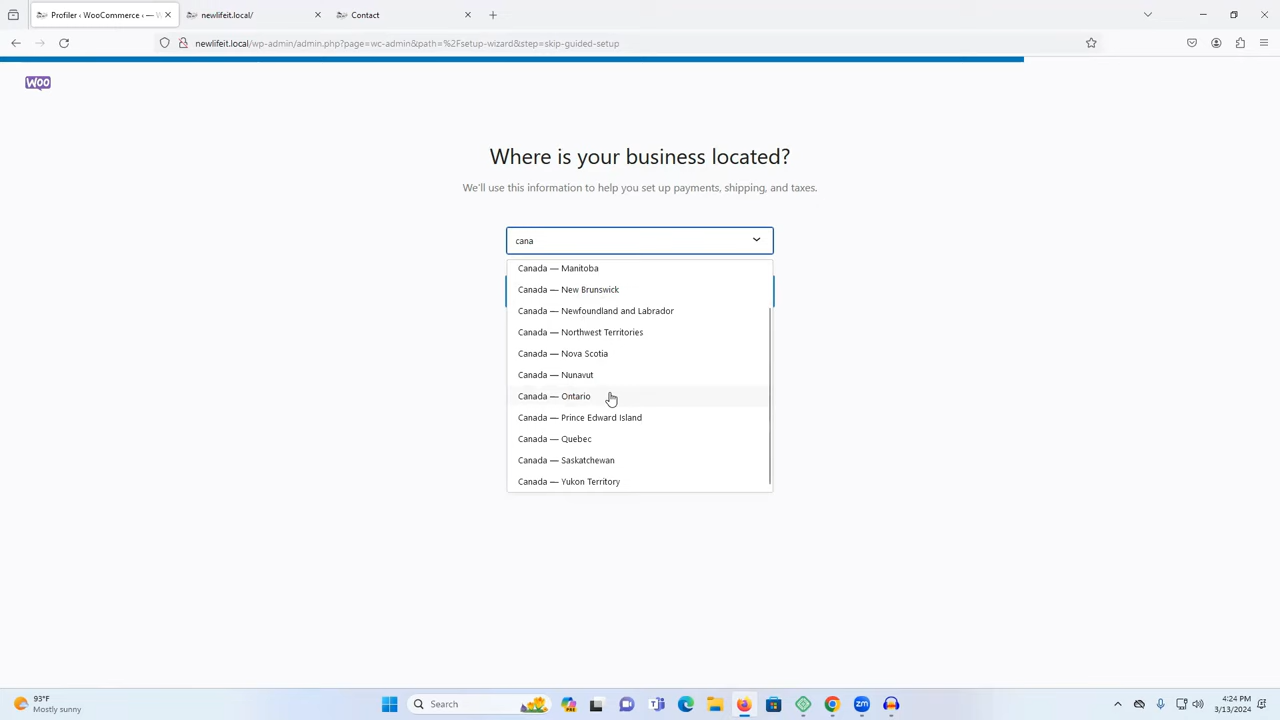 Profiler ‹ WooCommerce ‹ — W
newlifeit.local/
Contact
newlifeit.local/wp-admin/admin.php?page=wc-admin&path=%2Fsetup-wizard&step=skip-guided-setup
WOO
Where is your business located?
We'll use this information to help you set up payments, shipping, and taxes.
cana
Canada — Manitoba
Canada — New Brunswick
Canada — Newfoundland and Labrador
Canada — Northwest Territories
Canada — Nova Scotia
Canada — Nunavut
Canada — Ontario
Canada — Prince Edward Island
Canada — Quebec
Canada — Saskatchewan
Canada — Yukon Territory
93°F
Mostly sunny
Search
PRE
zm
4:24 PM
3/13/2024